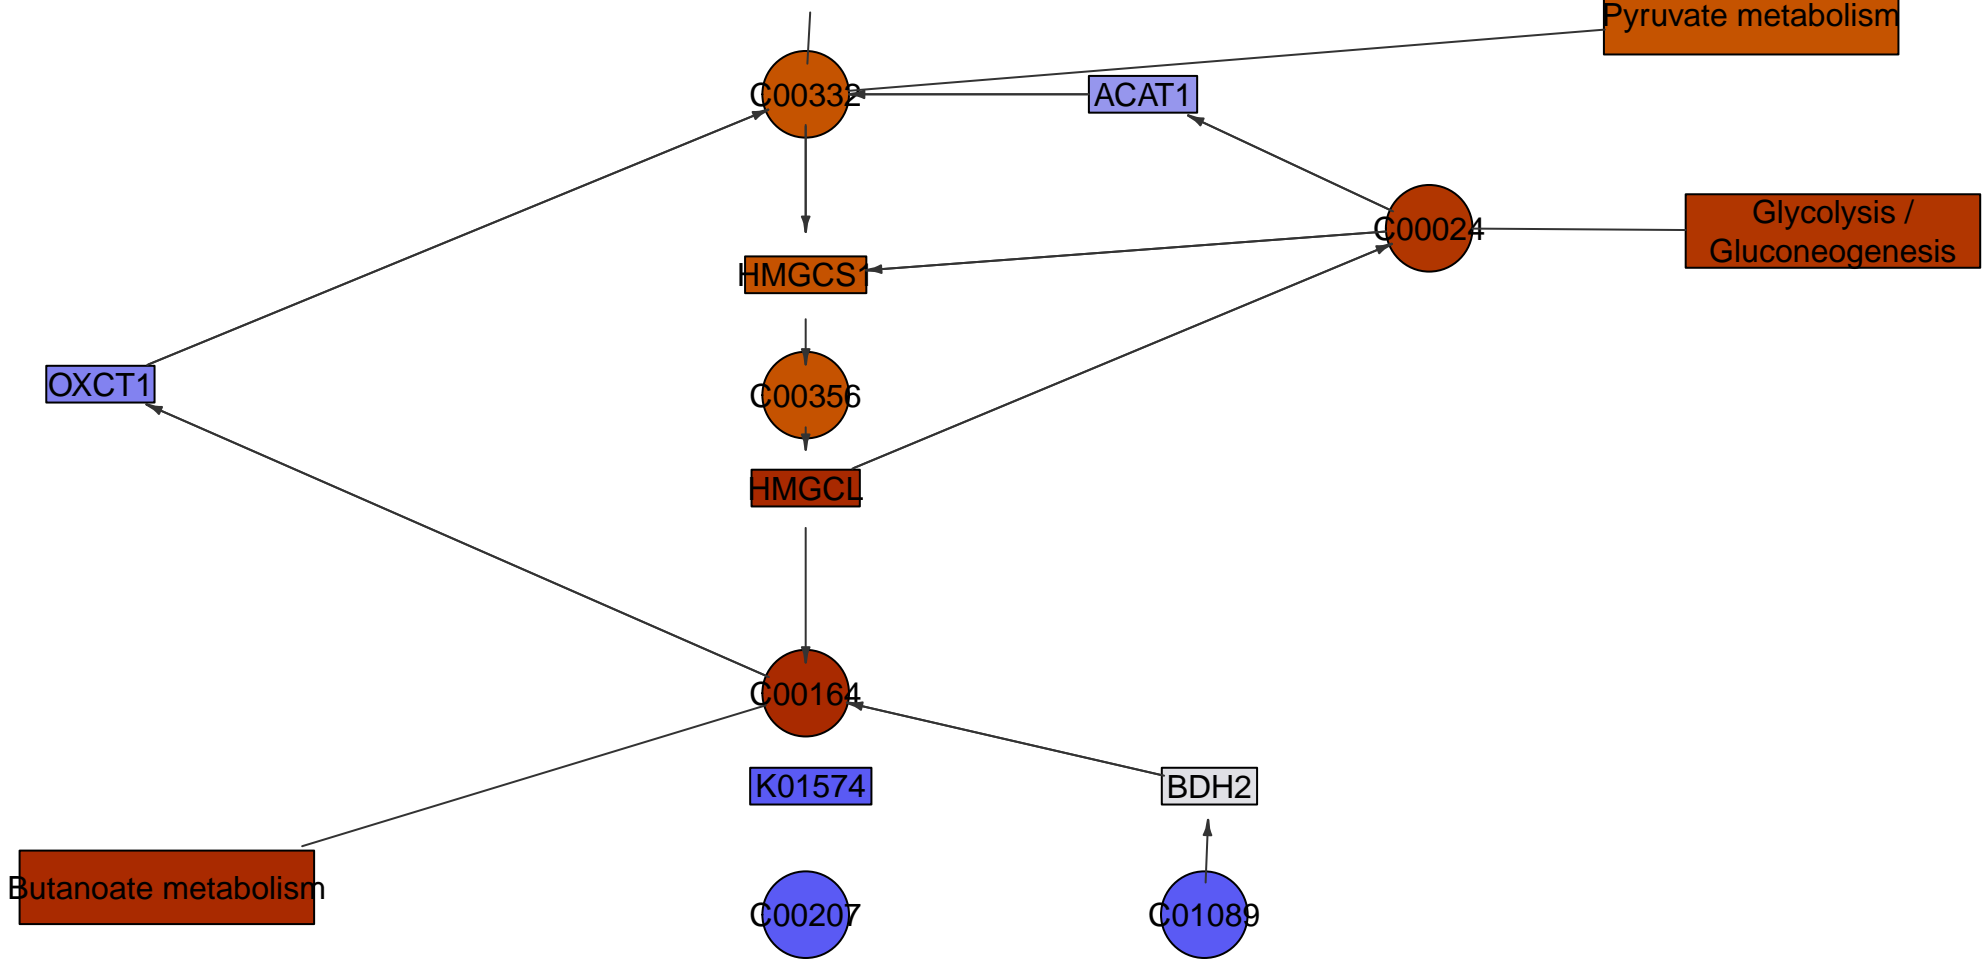 Pyruvate metabolism
C00332
ACAT1
Glycolysis /
Gluconeogenesis
C00024
HMGCS1
OXCT1
C00356
HMGCL
C00164
K01574
BDH2
Butanoate metabolism
C00207
C01089